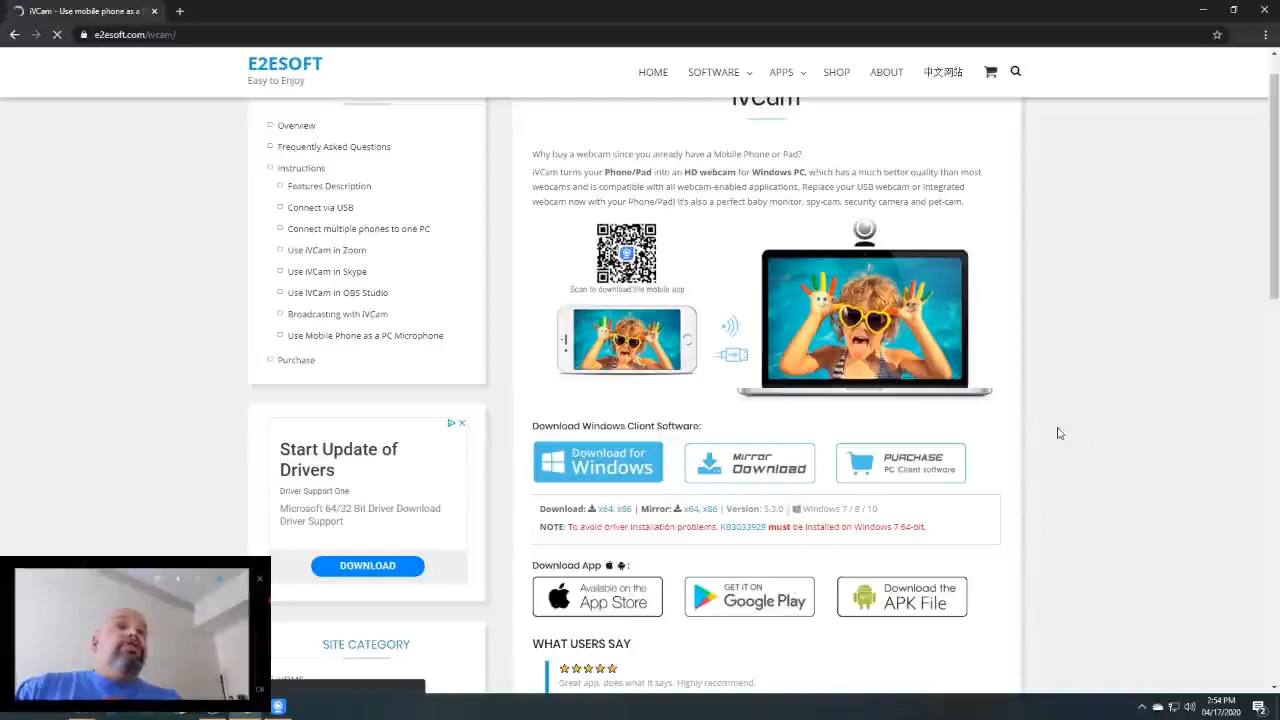 iVCam - Use mobile phone as a
e2esoft.com/ivcam/
E2ESOFT
Easy to Enjoy
HOME SOFTWARE APPS SHOP ABOUT 中文网站
Overview
Frequently Asked Questions
Instructions
Features Description
Connect via USB
Connect multiple phones to one PC
Use iVCam in Zoom
Use iVCam in Skype
Use iVCam in OBS Studio
Broadcasting with iVCam
Use Mobile Phone as a PC Microphone
Purchase
Start Update of
Drivers
Driver Support One
Microsoft 64/32 Bit Driver Download
Driver Support
DOWNLOAD
SITE CATEGORY
HOME
iVCam
Why buy a webcam since you already have a Mobile Phone or Pad?
iVCam turns your Phone/Pad into an HD webcam for Windows PC, which has a much better quality than most
webcams and is compatible with all webcam-enabled applications. Replace your USB webcam or integrated
webcam now with your Phone/Pad! It's also a perfect baby monitor, spy-cam, security camera and pet-cam.
Scan to download the mobile app
Download Windows Client Software:
Download for
Windows
Mirror
Download
PURCHASE
PC Client software
Download: x64, x86 | Mirror: x64, x86 | Version: 5.3.0 | Windows 7 / 8 / 10
NOTE: To avoid driver installation problems, KB3033929 must be installed on Windows 7 64-bit.
Download App :
Available on the
App Store
GET IT ON
Google Play
Download the
APK File
WHAT USERS SAY
Great app, does what it says. Highly recommend.
2:54 PM
04/17/2020
2